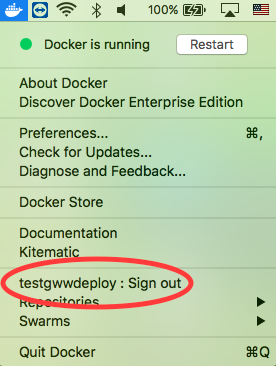 100%
Docker is running Restart
About Docker
Discover Docker Enterprise Edition
Preferences... ⌘,
Check for Updates...
Diagnose and Feedback...
Docker Store
Documentation
Kitematic
testgwwdeploy : Sign out
Repositories
Swarms
Quit Docker ⌘Q